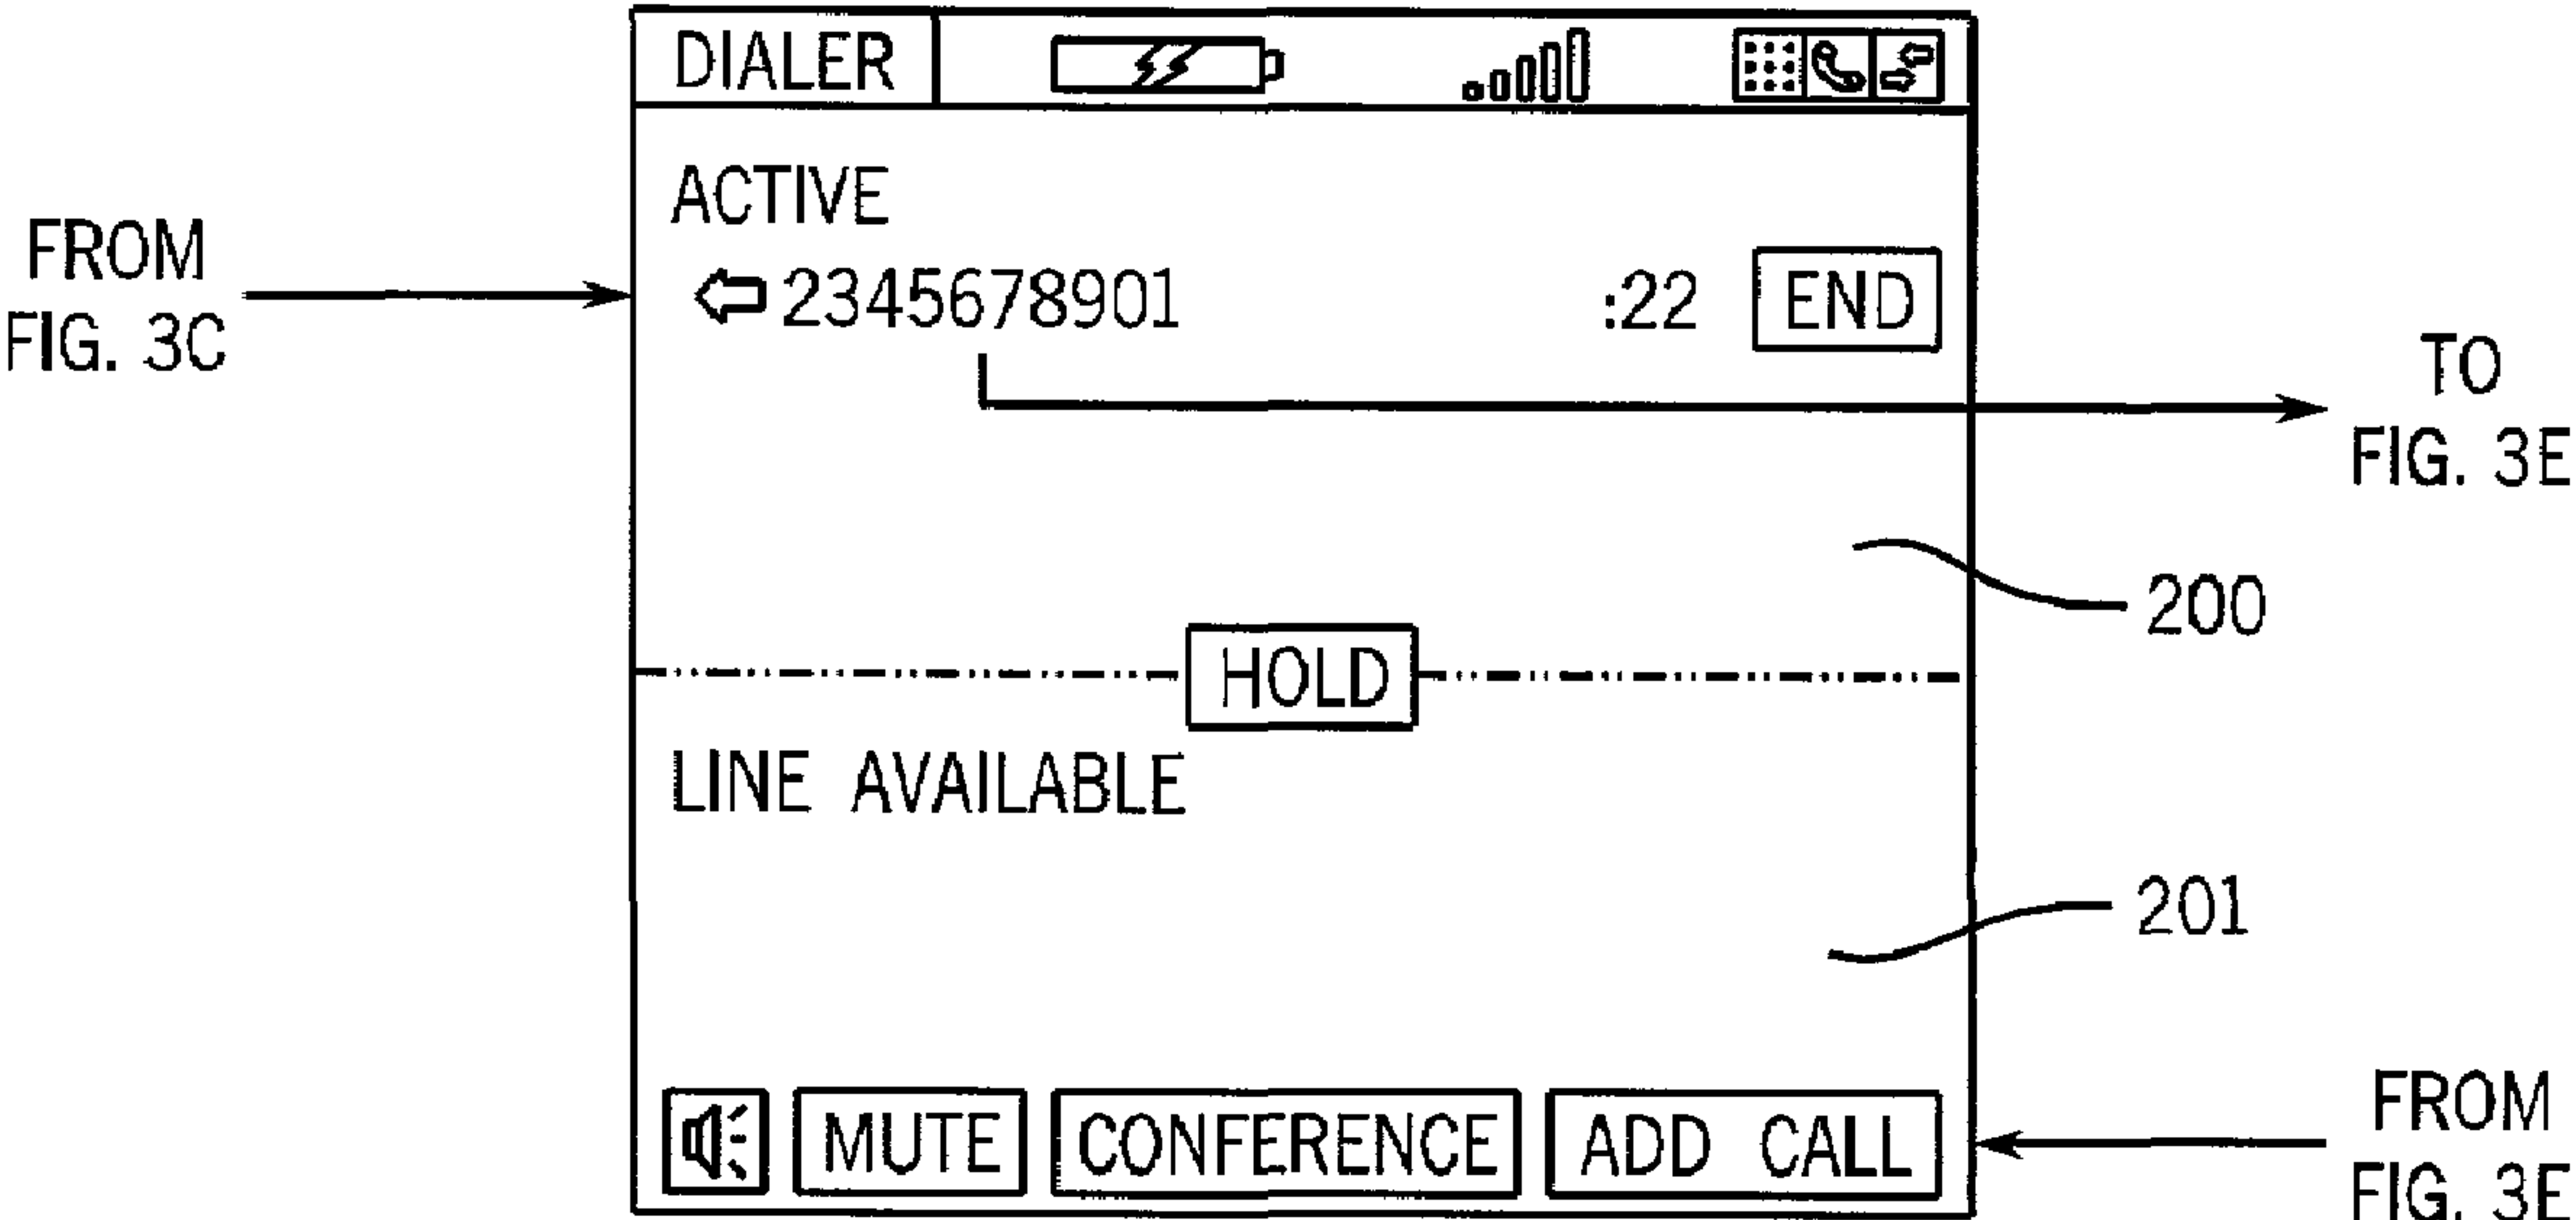 DIALER
ACTIVE
FROM
FIG. 3C
2345678901 :22 END
TO
FIG. 3E
200
HOLD
LINE AVAILABLE
201
MUTE CONFERENCE ADD CALL
FROM
FIG. 3E